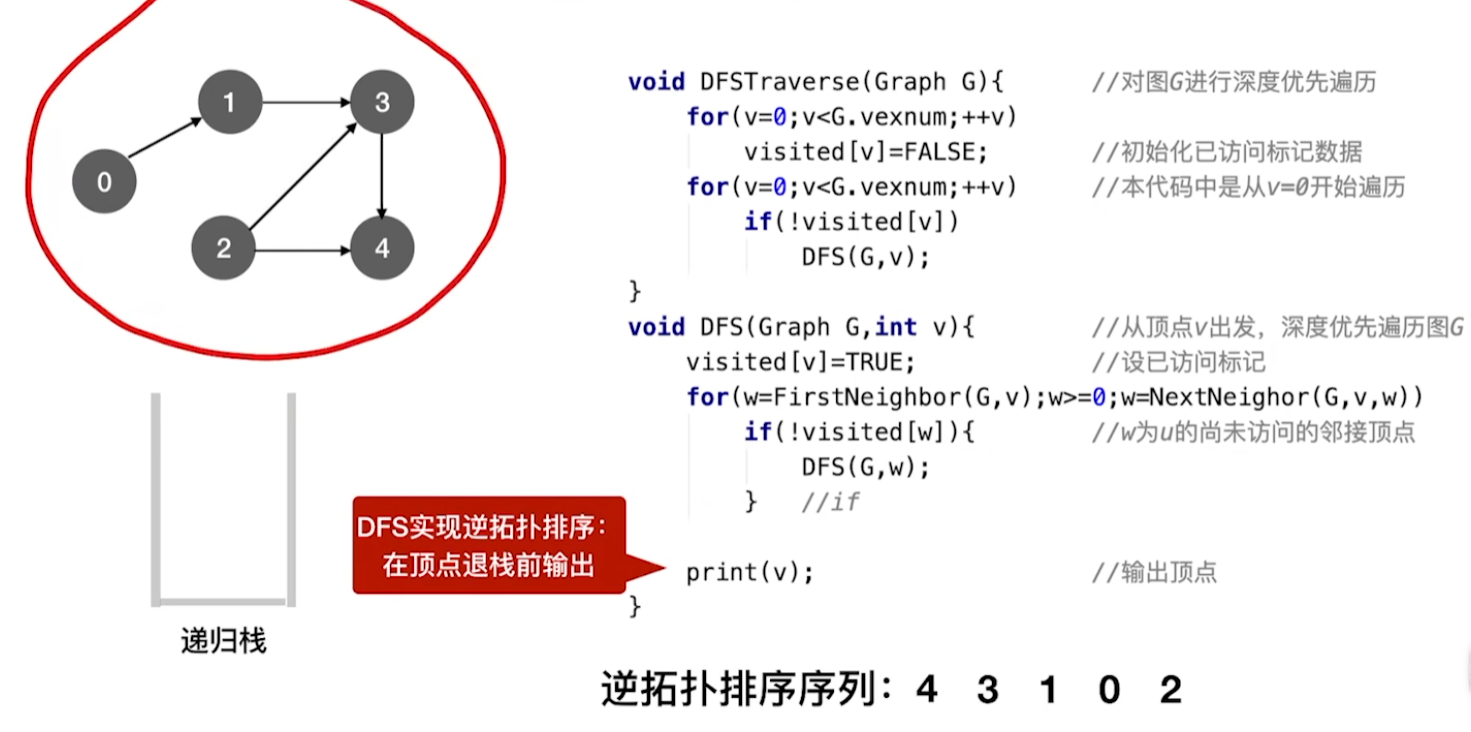 1
3
0
2
4
void DFSTraverse(Graph G){ //对图G进行深度优先遍历
for(v=0;v<G.vexnum;++v)
visited[v]=FALSE; //初始化已访问标记数据
for(v=0;v<G.vexnum;++v) //本代码中是从v=0开始遍历
if(!visited[v])
DFS(G,v);
}
void DFS(Graph G,int v){ //从顶点v出发，深度优先遍历图G
visited[v]=TRUE; //设已访问标记
for(w=FirstNeighbor(G,v);w>=0;w=NextNeighor(G,v,w))
if(!visited[w]){ //w为u的尚未访问的邻接顶点
DFS(G,w);
} //if
print(v); //输出顶点
}
DFS实现逆拓扑排序：
在顶点退栈前输出
递归栈
逆拓扑排序序列：4 3 1 0 2